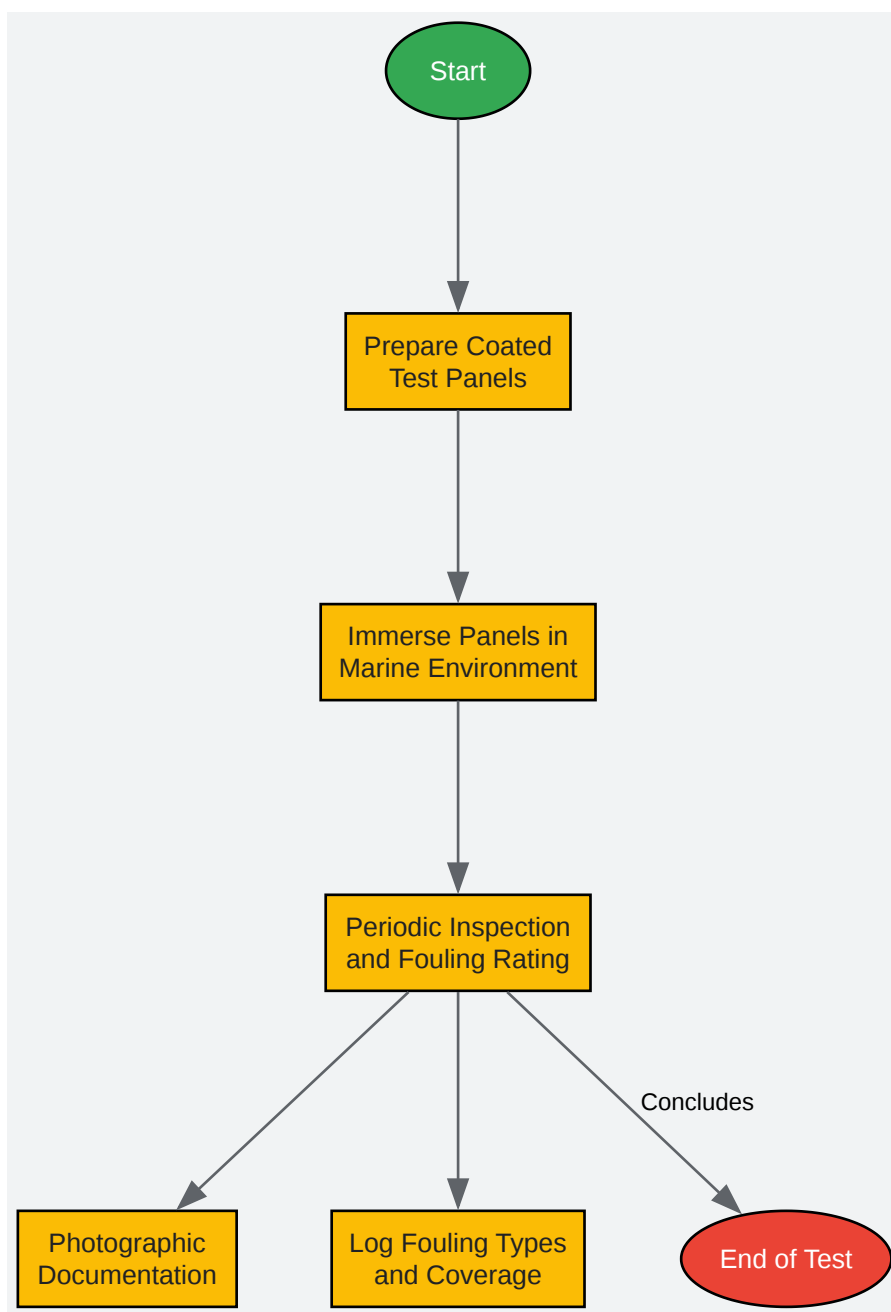 Start
Prepare Coated
Test Panels
Immerse Panels in
Marine Environment
Periodic Inspection
and Fouling Rating
Concludes
Photographic
Documentation
Log Fouling Types
and Coverage
End of Test